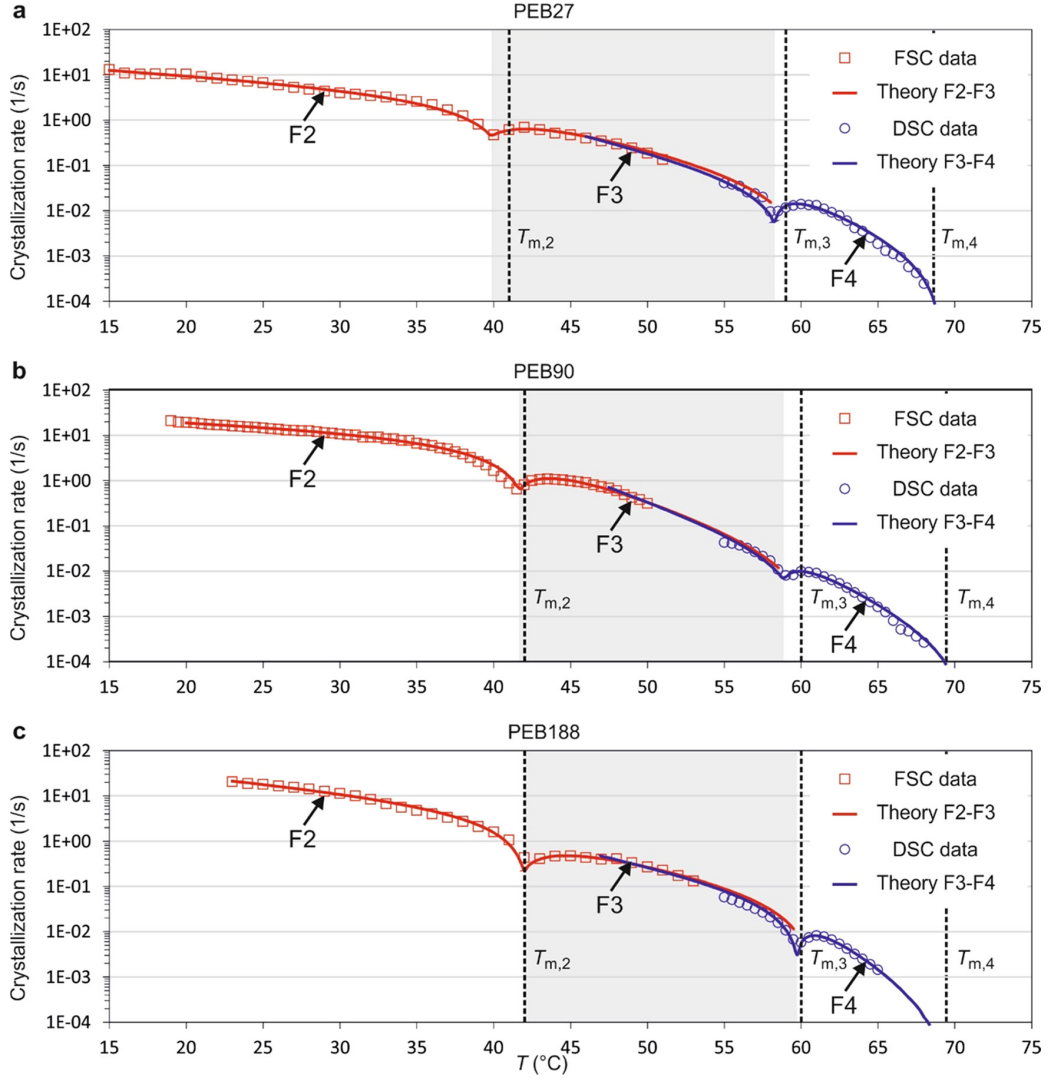 a
PEB27
Crystallization rate (1/s)
1E+02
1E+01
1E+00
1E-01
1E-02
1E-03
1E-04
FSC data
Theory F2-F3
DSC data
Theory F3-F4
F2
F3
F4
Tm,2
Tm,3
Tm,4
15 20 25 30 35 40 45 50 55 60 65 70 75
b
PEB90
Crystallization rate (1/s)
1E+02
1E+01
1E+00
1E-01
1E-02
1E-03
1E-04
FSC data
Theory F2-F3
DSC data
Theory F3-F4
F2
F3
F4
Tm,2
Tm,3
Tm,4
15 20 25 30 35 40 45 50 55 60 65 70 75
c
PEB188
Crystallization rate (1/s)
1E+02
1E+01
1E+00
1E-01
1E-02
1E-03
1E-04
FSC data
Theory F2-F3
DSC data
Theory F3-F4
F2
F3
F4
Tm,2
Tm,3
Tm,4
15 20 25 30 35 40 45 50 55 60 65 70 75
T (°C)